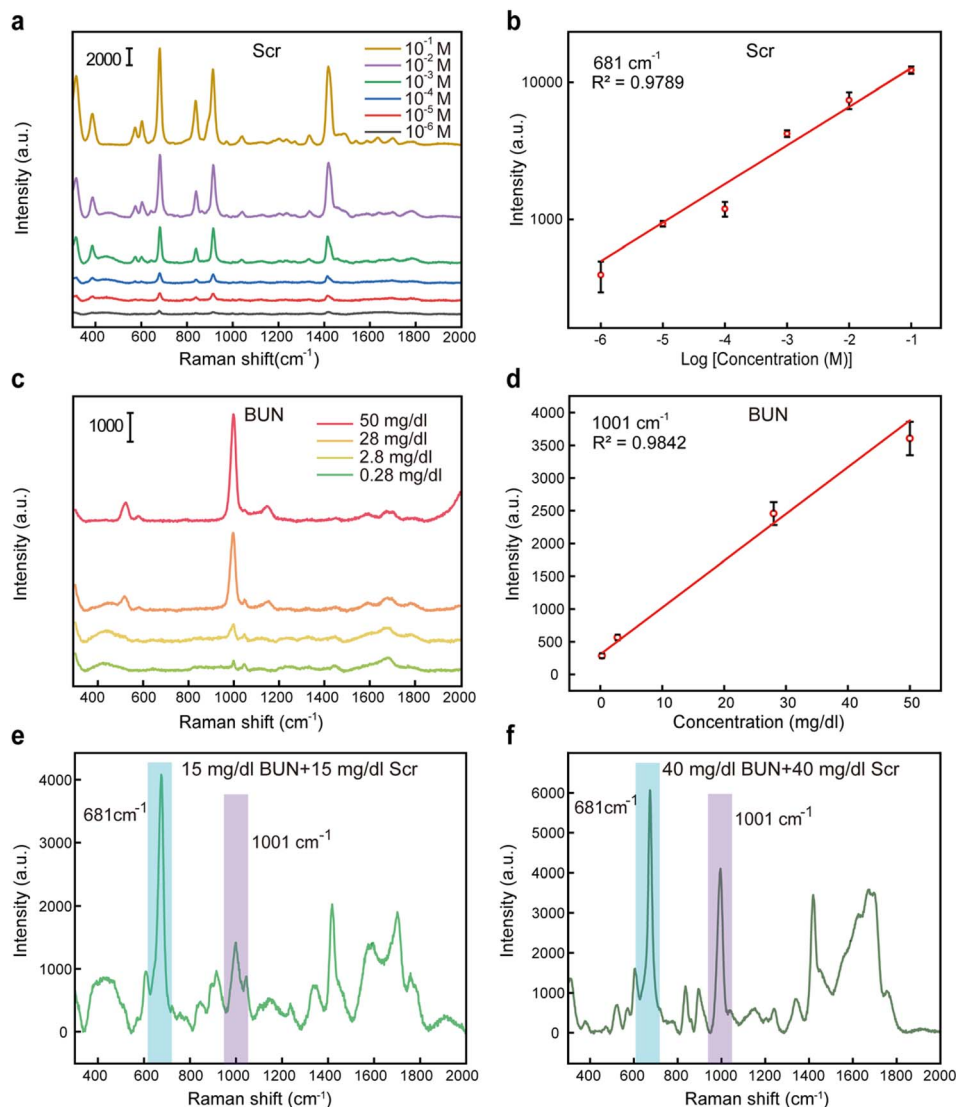 a
2000
Scr
10⁻¹ M
10⁻² M
10⁻³ M
10⁻⁴ M
10⁻⁵ M
10⁻⁶ M
Intensity (a.u.)
400 600 800 1000 1200 1400 1600 1800 2000
Raman shift(cm⁻¹)
b
681 cm⁻¹
R² = 0.9789
Scr
10000
1000
Intensity (a.u.)
-6 -5 -4 -3 -2 -1
Log [Concentration (M)]
c
1000
BUN
50 mg/dl
28 mg/dl
2.8 mg/dl
0.28 mg/dl
Intensity (a.u.)
400 600 800 1000 1200 1400 1600 1800 2000
Raman shift (cm⁻¹)
d
1001 cm⁻¹
R² = 0.9842
BUN
4000
3500
3000
2500
2000
1500
1000
500
0
Intensity (a.u.)
0 10 20 30 40 50
Concentration (mg/dl)
e
15 mg/dl BUN+15 mg/dl Scr
681cm⁻¹
1001 cm⁻¹
4000
3000
2000
1000
0
Intensity (a.u.)
400 600 800 1000 1200 1400 1600 1800 2000
Raman shift (cm⁻¹)
f
40 mg/dl BUN+40 mg/dl Scr
681cm⁻¹
1001 cm⁻¹
6000
5000
4000
3000
2000
1000
0
Intensity (a.u.)
400 600 800 1000 1200 1400 1600 1800 2000
Raman shift (cm⁻¹)